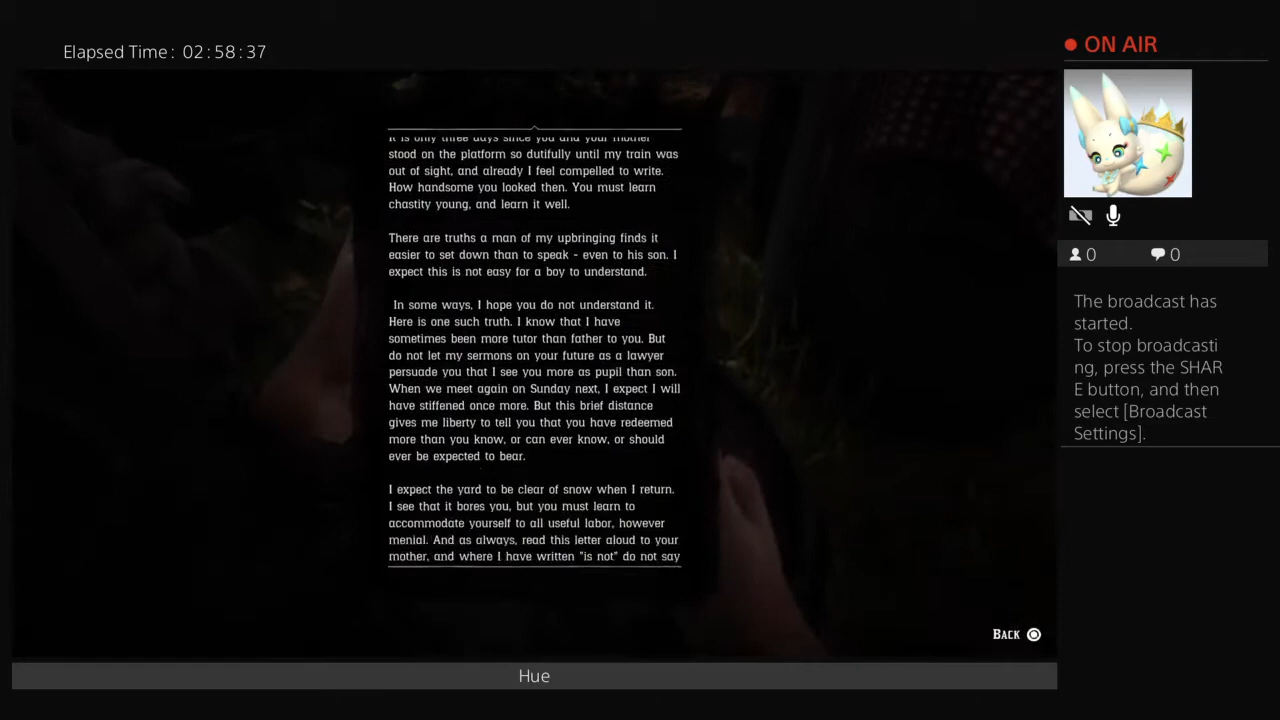 Elapsed Time: 02:58:37
ON AIR
It is only three days since you and your mother
stood on the platform so dutifully until my train was
out of sight, and already I feel compelled to write.
How handsome you looked then. You must learn
chastity young, and learn it well.
There are truths a man of my upbringing finds it
easier to set down than to speak - even to his son. I
expect this is not easy for a boy to understand.
In some ways, I hope you do not understand it.
Here is one such truth. I know that I have
sometimes been more tutor than father to you. But
do not let my sermons on your future as a lawyer
persuade you that I see you more as pupil than son.
When we meet again on Sunday next, I expect I will
have stiffened once more. But this brief distance
gives me liberty to tell you that you have redeemed
more than you know, or can ever know, or should
ever be expected to bear.
I expect the yard to be clear of snow when I return.
I see that it bores you, but you must learn to
accommodate yourself to all useful labor, however
menial. And as always, read this letter aloud to your
mother, and where I have written "is not" do not say
0
0
The broadcast has
started.
To stop broadcasti
ng, press the SHAR
E button, and then
select [Broadcast
Settings].
BACK
Hue